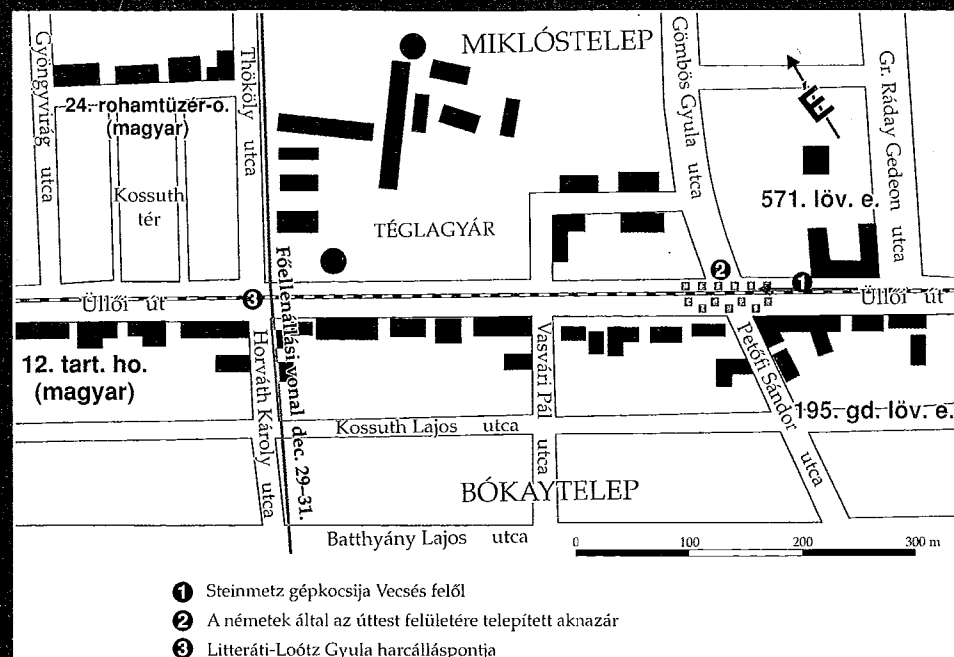 MIKLÓSTELEP
Gyöngyvirág utca
Thököly utca
Gömbös Gyula utca
Gr. Ráday Gedeon utca
24. rohamtüzér-o.
(magyar)
Kossuth
tér
TÉGLAGYÁR
571. löv. e.
2
1
3
Üllői út
Üllői út
Főellenállási vonal dec. 29–31.
12. tart. ho.
(magyar)
Horváth Károly utca
Vasvári Pál utca
Petőfi Sándor utca
195. gd. löv. e.
Kossuth Lajos utca
BÓKAYTELEP
Batthyány Lajos utca
0 100 200 300 m
1 Steinmetz gépkocsija Vecsés felől
2 A németek által az úttest felületére telepített aknazár
3 Litteráti-Loótz Gyula harcálláspontja